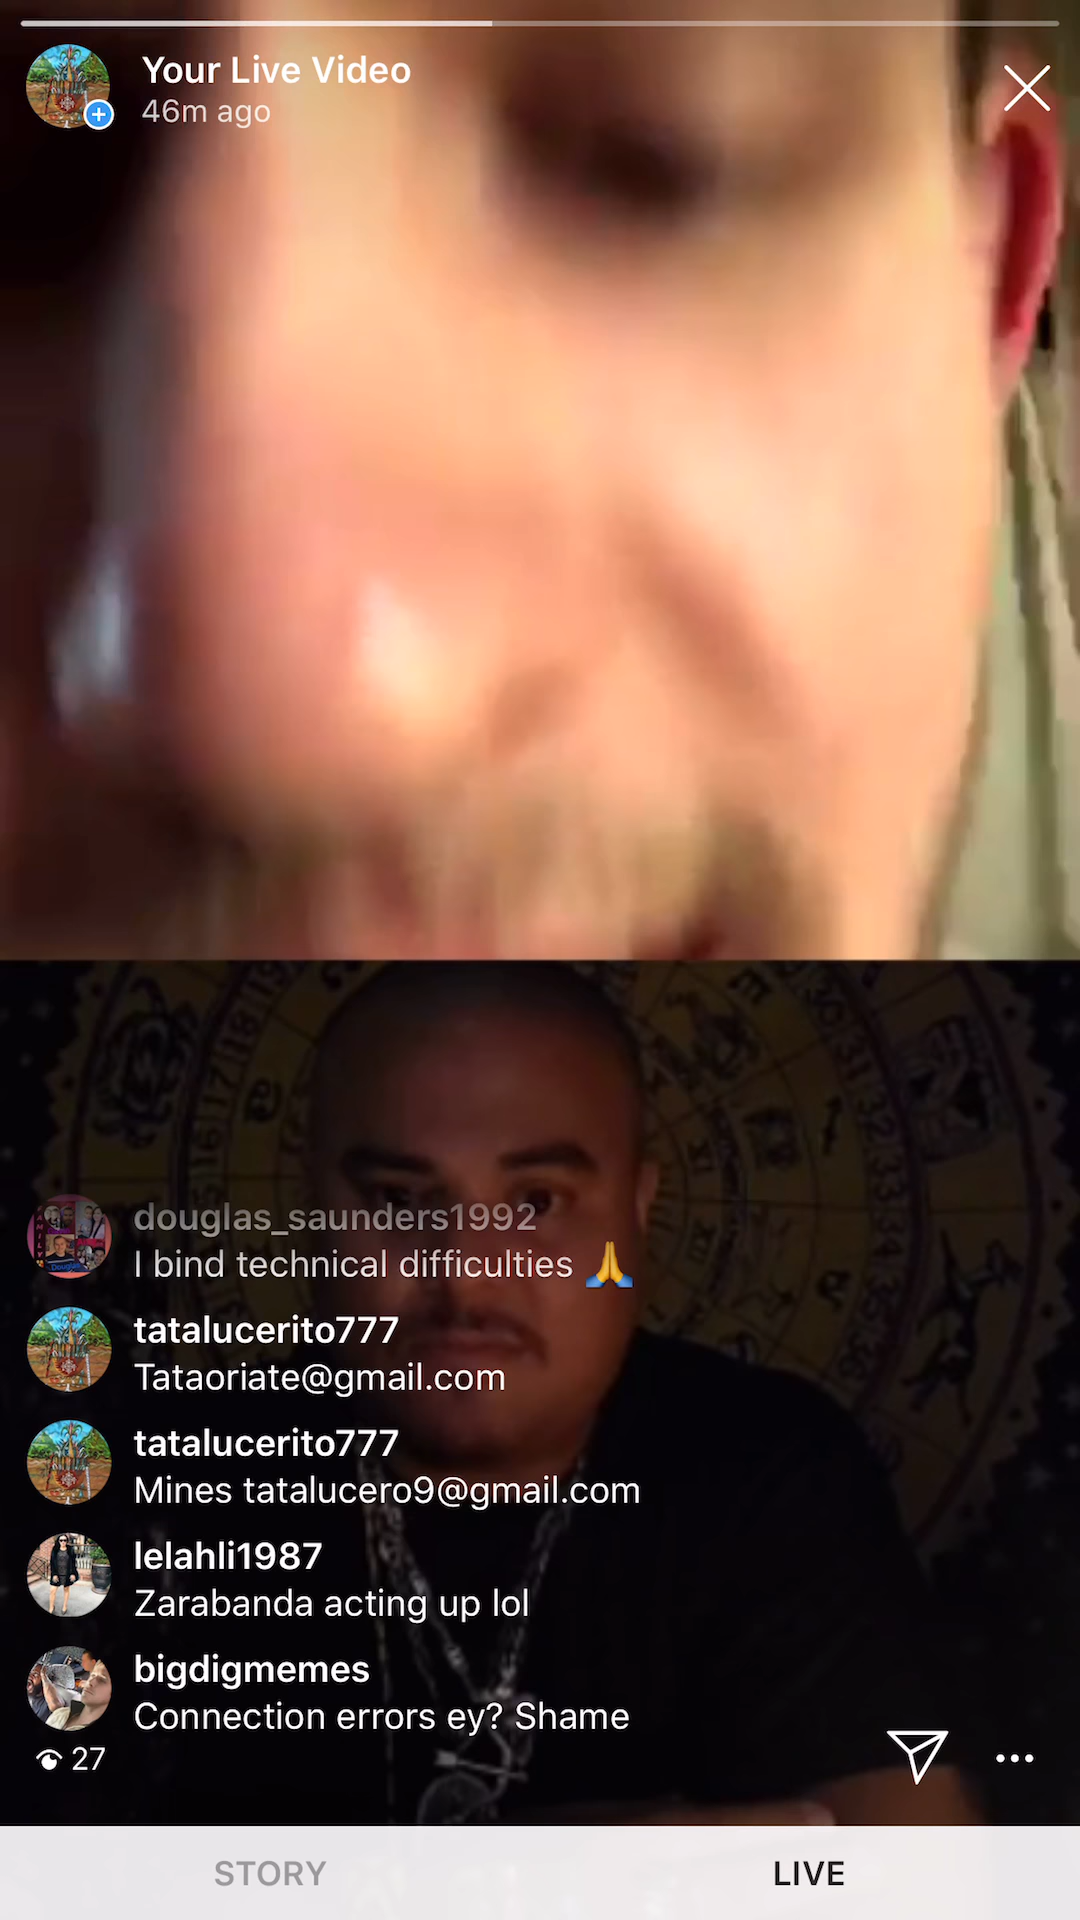 Your Live Video
46m ago
douglas_saunders1992
I bind technical difficulties 🙏
tatalucerito777
Tataoriate@gmail.com
tatalucerito777
Mines tatalucero9@gmail.com
lelahli1987
Zarabanda acting up lol
bigdigmemes
Connection errors ey? Shame
27
STORY
LIVE